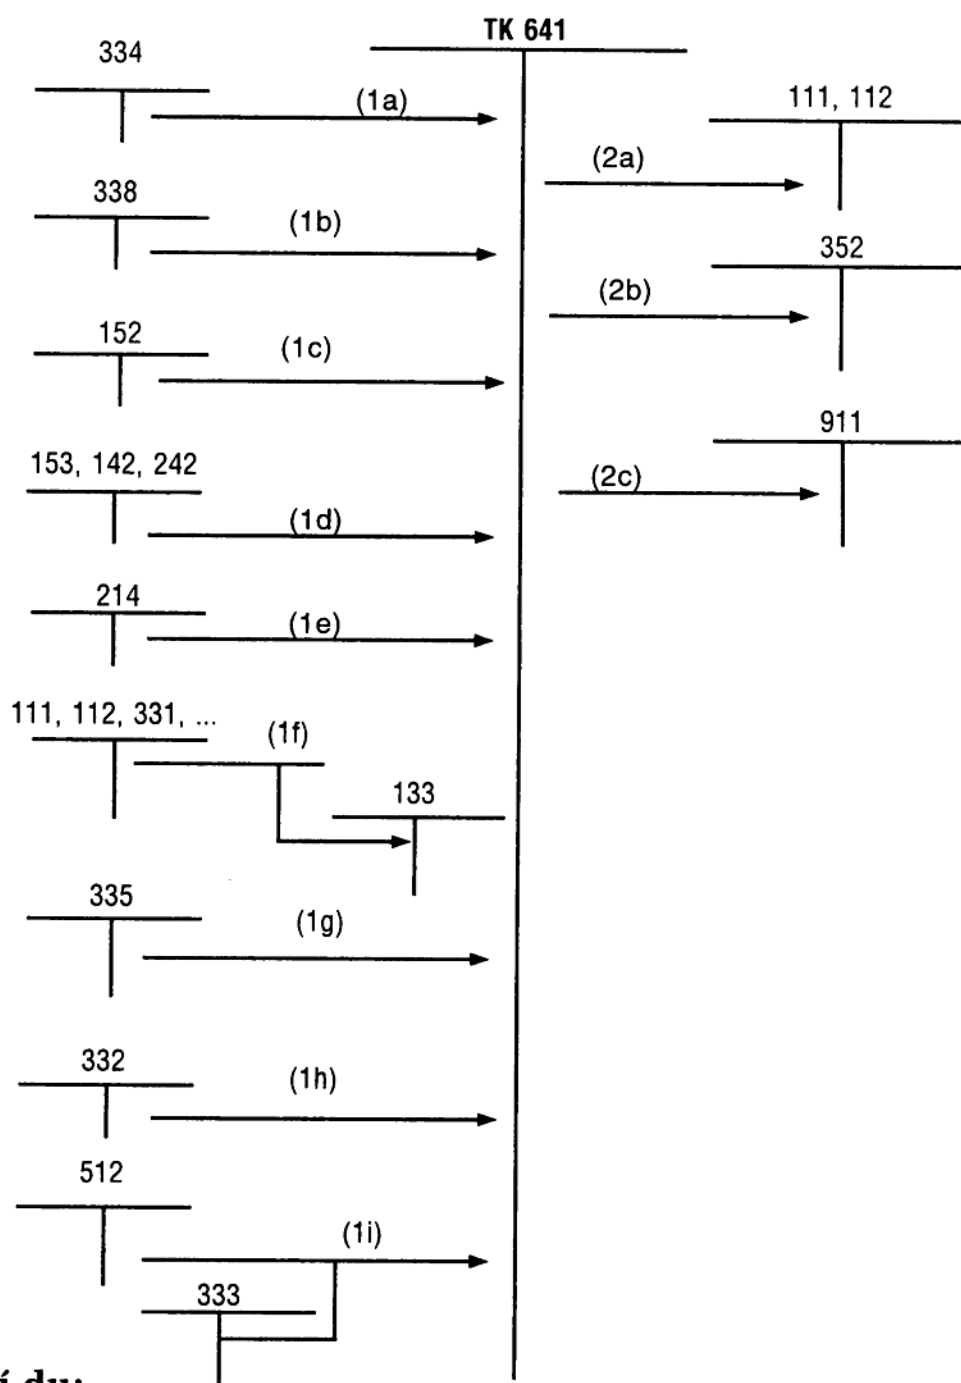 TK 641
334
(1a)
111, 112
(2a)
338
(1b)
352
(2b)
152
(1c)
911
153, 142, 242
(2c)
(1d)
214
(1e)
111, 112, 331, ...
(1f)
133
335
(1g)
332
(1h)
512
(1i)
333